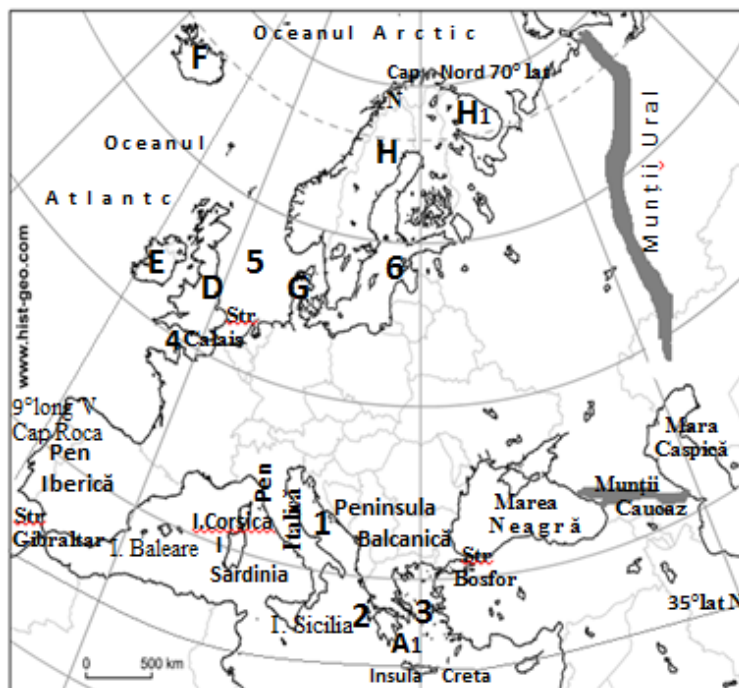 Oceanul Arctic
F
Cap Nord 70° lat
N
H1
H
Munții Ural
Oceanul
Atlantc
E
5
D
G
6
Str
Calais
4
www.hist-geo.com
9°long V
Cap Roca
Pen
Iberică
Str
Gibraltar
I. Baleare
I.Corsica
I
Sardinia
Pen
Italică
1
Peninsula
Balcanică
Marea
Neagră
Mara
Caspică
Munții
Cauoaz
Str
Bosfor
35°lat N
I. Sicilia
2
3
A1
Insula Creta
0 500 km